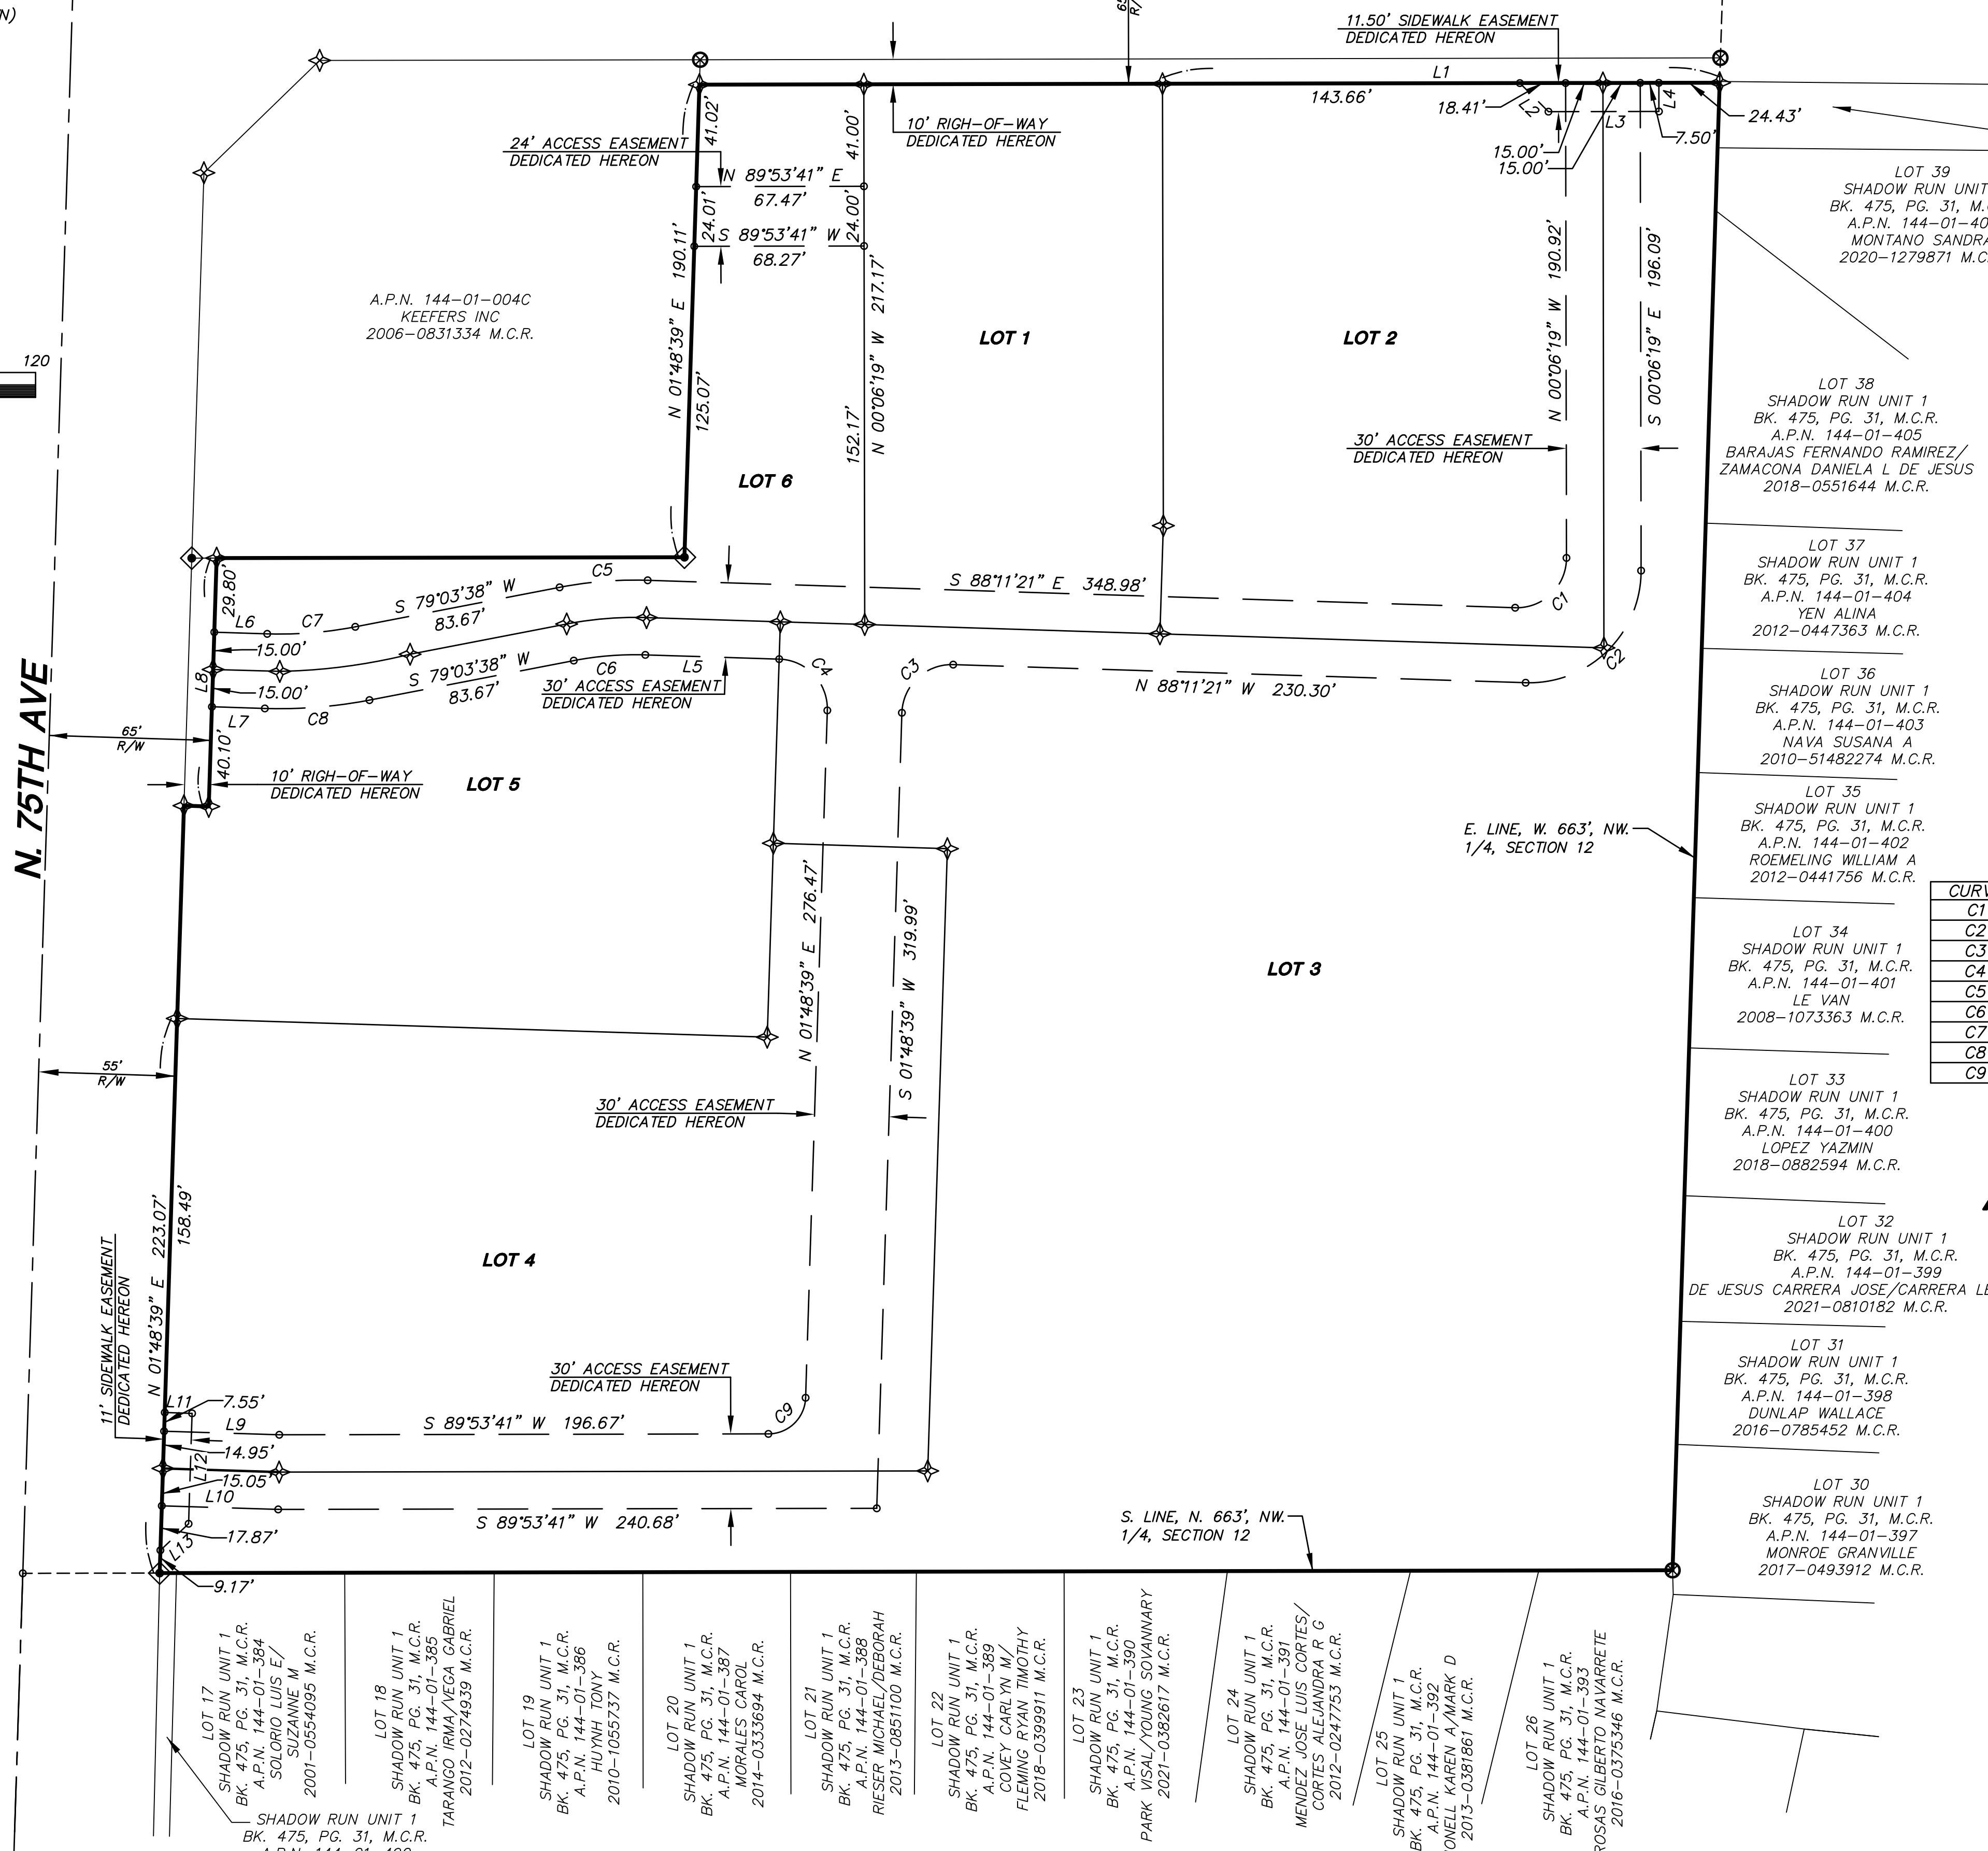 N)
65'
R/
11.50' SIDEWALK EASEMENT
DEDICATED HEREON
L1
143.66'
18.41'
L2
L3
L4
24.43'
7.50'
15.00'
15.00'
10' RIGH-OF-WAY
DEDICATED HEREON
41.02'
41.00'
24' ACCESS EASEMENT
DEDICATED HEREON
N 89°53'41" E
67.47'
24.01'
24.00'
S 89°53'41" W
68.27'
N 01°48'39" E 190.11'
125.07'
152.17'
N 00°06'19" W 217.17'
A.P.N. 144-01-004C
KEEFERS INC
2006-0831334 M.C.R.
120
LOT 1
LOT 2
LOT 6
N 00°06'19" W 190.92'
S 00°06'19" E 196.09'
30' ACCESS EASEMENT
DEDICATED HEREON
LOT 39
SHADOW RUN UNIT
BK. 475, PG. 31, M.C
A.P.N. 144-01-40
MONTANO SANDRA
2020-1279871 M.C.
LOT 38
SHADOW RUN UNIT 1
BK. 475, PG. 31, M.C.R.
A.P.N. 144-01-405
BARAJAS FERNANDO RAMIREZ/
ZAMACONA DANIELA L DE JESUS
2018-0551644 M.C.R.
LOT 37
SHADOW RUN UNIT 1
BK. 475, PG. 31, M.C.R.
A.P.N. 144-01-404
YEN ALINA
2012-0447363 M.C.R.
LOT 36
SHADOW RUN UNIT 1
BK. 475, PG. 31, M.C.R.
A.P.N. 144-01-403
NAVA SUSANA A
2010-51482274 M.C.R.
LOT 35
SHADOW RUN UNIT 1
BK. 475, PG. 31, M.C.R.
A.P.N. 144-01-402
ROEMELING WILLIAM A
2012-0441756 M.C.R.
LOT 34
SHADOW RUN UNIT 1
BK. 475, PG. 31, M.C.R.
A.P.N. 144-01-401
LE VAN
2008-1073363 M.C.R.
LOT 33
SHADOW RUN UNIT 1
BK. 475, PG. 31, M.C.R.
A.P.N. 144-01-400
LOPEZ YAZMIN
2018-0882594 M.C.R.
LOT 32
SHADOW RUN UNIT 1
BK. 475, PG. 31, M.C.R.
A.P.N. 144-01-399
DE JESUS CARRERA JOSE/CARRERA LE
2021-0810182 M.C.R.
LOT 31
SHADOW RUN UNIT 1
BK. 475, PG. 31, M.C.R.
A.P.N. 144-01-398
DUNLAP WALLACE
2016-0785452 M.C.R.
LOT 30
SHADOW RUN UNIT 1
BK. 475, PG. 31, M.C.R.
A.P.N. 144-01-397
MONROE GRANVILLE
2017-0493912 M.C.R.
CURV
C1
C2
C3
C4
C5
C6
C7
C8
C9
29.80'
L6
C7
S 79°03'38" W
83.67'
C5
S 88°11'21" E 348.98'
C1
15.00'
L8
15.00'
L7
C8
S 79°03'38" W
83.67'
C6
L5
C4
C3
C2
30' ACCESS EASEMENT
DEDICATED HEREON
N 88°11'21" W 230.30'
N. 75TH AVE
65'
R/W
40.10'
10' RIGH-OF-WAY
DEDICATED HEREON
LOT 5
E. LINE, W. 663', NW.
1/4, SECTION 12
N 01°48'39" E 276.47'
S 01°48'39" W 319.99'
LOT 3
55'
R/W
30' ACCESS EASEMENT
DEDICATED HEREON
N 01°48'39" E 223.07'
158.49'
11' SIDEWALK EASEMENT
DEDICATED HEREON
LOT 4
30' ACCESS EASEMENT
DEDICATED HEREON
L11
7.55'
L9
S 89°53'41" W 196.67'
C9
14.95'
L12
15.05'
L10
S 89°53'41" W 240.68'
17.87'
L13
9.17'
S. LINE, N. 663', NW.
1/4, SECTION 12
LOT 17
SHADOW RUN UNIT 1
BK. 475, PG. 31, M.C.R.
A.P.N. 144-01-384
SOLORIO LUIS E/
SUZANNE M
2001-0554095 M.C.R.
LOT 18
SHADOW RUN UNIT 1
BK. 475, PG. 31, M.C.R.
A.P.N. 144-01-385
TARANGO IRMA/VEGA GABRIEL
2012-0274939 M.C.R.
LOT 19
SHADOW RUN UNIT 1
BK. 475, PG. 31, M.C.R.
A.P.N. 144-01-386
HUYNH TONY
2010-1055737 M.C.R.
LOT 20
SHADOW RUN UNIT 1
BK. 475, PG. 31, M.C.R.
A.P.N. 144-01-387
MORALES CAROL
2014-0333694 M.C.R.
LOT 21
SHADOW RUN UNIT 1
BK. 475, PG. 31, M.C.R.
A.P.N. 144-01-388
RIESER MICHAEL/DEBORAH
2013-0851100 M.C.R.
LOT 22
SHADOW RUN UNIT 1
BK. 475, PG. 31, M.C.R.
A.P.N. 144-01-389
COVEY CARLYN M/
FLEMING RYAN TIMOTHY
2018-0399911 M.C.R.
LOT 23
SHADOW RUN UNIT 1
BK. 475, PG. 31, M.C.R.
A.P.N. 144-01-390
PARK VISAL/YOUNG SOVANNARY
2021-0382617 M.C.R.
LOT 24
SHADOW RUN UNIT 1
BK. 475, PG. 31, M.C.R.
A.P.N. 144-01-391
MENDEZ JOSE LUIS CORTES/
CORTES ALEJANDRA R G
2012-0247753 M.C.R.
LOT 25
SHADOW RUN UNIT 1
BK. 475, PG. 31, M.C.R.
A.P.N. 144-01-392
ONELL KAREN A/MARK D
2013-0381861 M.C.R.
LOT 26
SHADOW RUN UNIT 1
BK. 475, PG. 31, M.C.R.
A.P.N. 144-01-393
ROSAS GILBERTO NAVARRETE
2016-0375346 M.C.R.
SHADOW RUN UNIT 1
BK. 475, PG. 31, M.C.R.